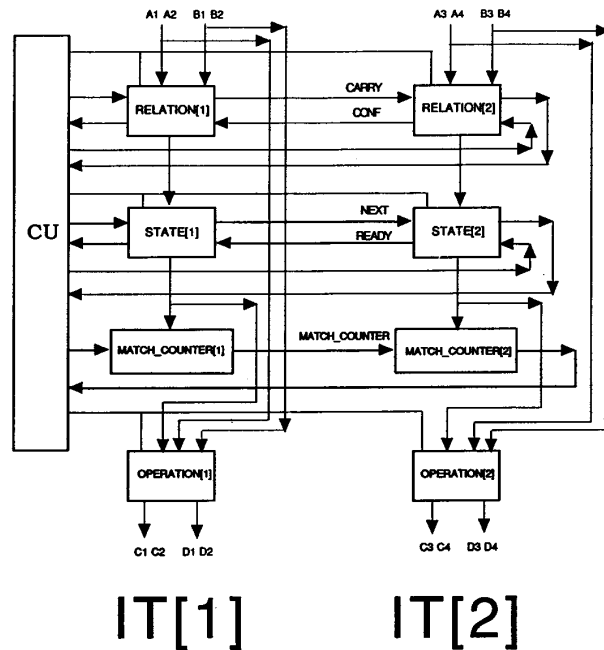 A1 A2 B1 B2 A3 A4 B3 B4
CARRY
RELATION[1] RELATION[2]
CONF
NEXT
CU STATE[1] STATE[2]
READY
MATCH_COUNTER
MATCH_COUNTER[1] MATCH_COUNTER[2]
OPERATION[1] OPERATION[2]
C1 C2 D1 D2 C3 C4 D3 D4
IT[1] IT[2]